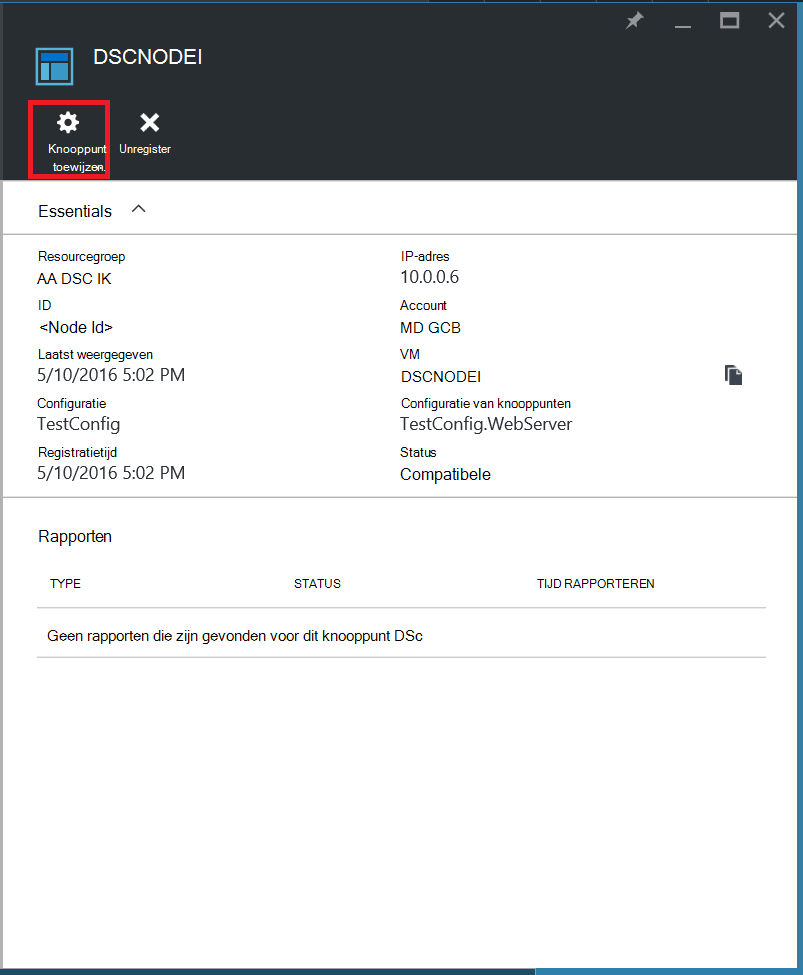 DSCNODEI
Knooppunt
toewijzen.
Unregister
Essentials
Resourcegroep
AA DSC IK
IP-adres
10.0.0.6
ID
<Node Id>
Account
MD GCB
Laatst weergegeven
5/10/2016 5:02 PM
VM
DSCNODEI
Configuratie
TestConfig
Configuratie van knooppunten
TestConfig.WebServer
Registratietijd
5/10/2016 5:02 PM
Status
Compatibele
Rapporten
TYPE STATUS TIJD RAPPORTEREN
Geen rapporten die zijn gevonden voor dit knooppunt DSc